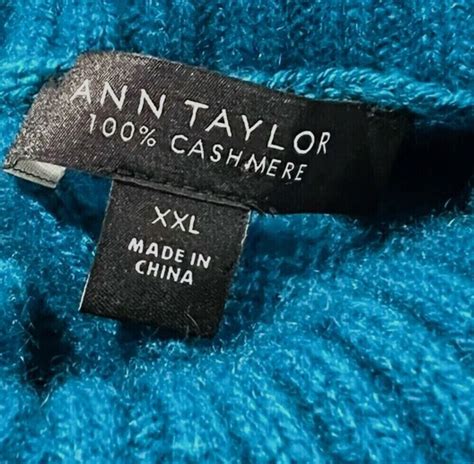 ANN TAYLOR
100% CASHMERE
XXL
MADE IN
CHINA